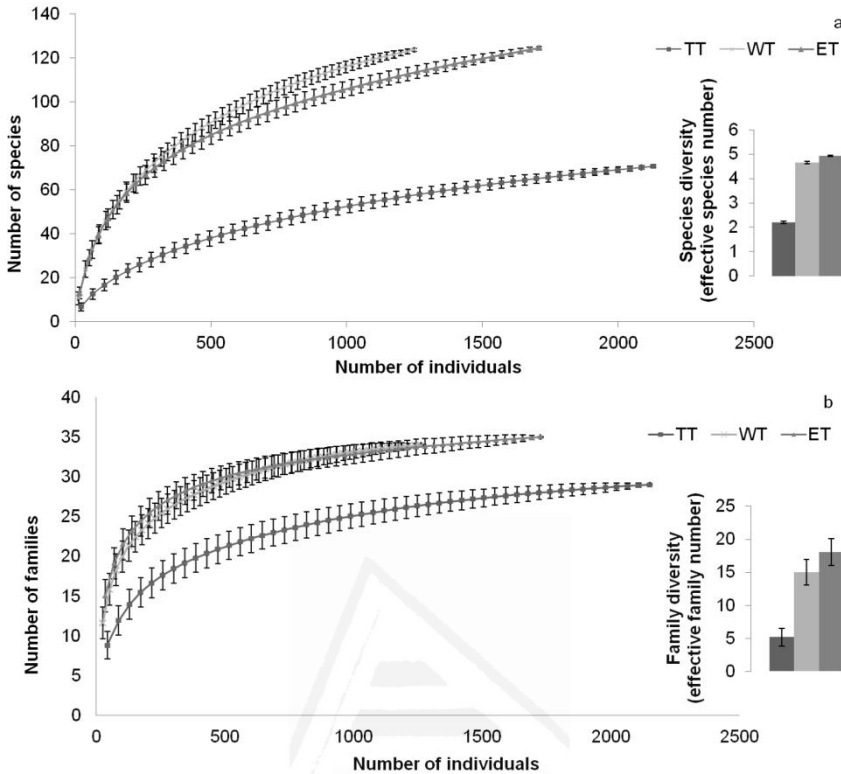 a
140
120
100
80
60
40
20
0
Number of species
TT WT ET
0 500 1000 1500 2000 2500
Number of individuals
6
5
4
3
2
1
0
Species diversity
(effective species number)
b
40
35
30
25
20
15
10
5
0
Number of families
TT WT ET
0 500 1000 1500 2000 2500
Number of individuals
25
20
15
10
5
0
Family diversity
(effective family number)